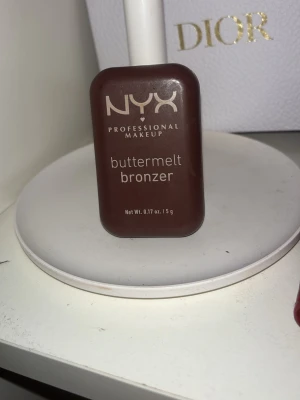 DIOR
NYX
PROFESSIONAL
MAKEUP
buttermelt
bronzer
Net Wt. 0.17 oz. / 5 g